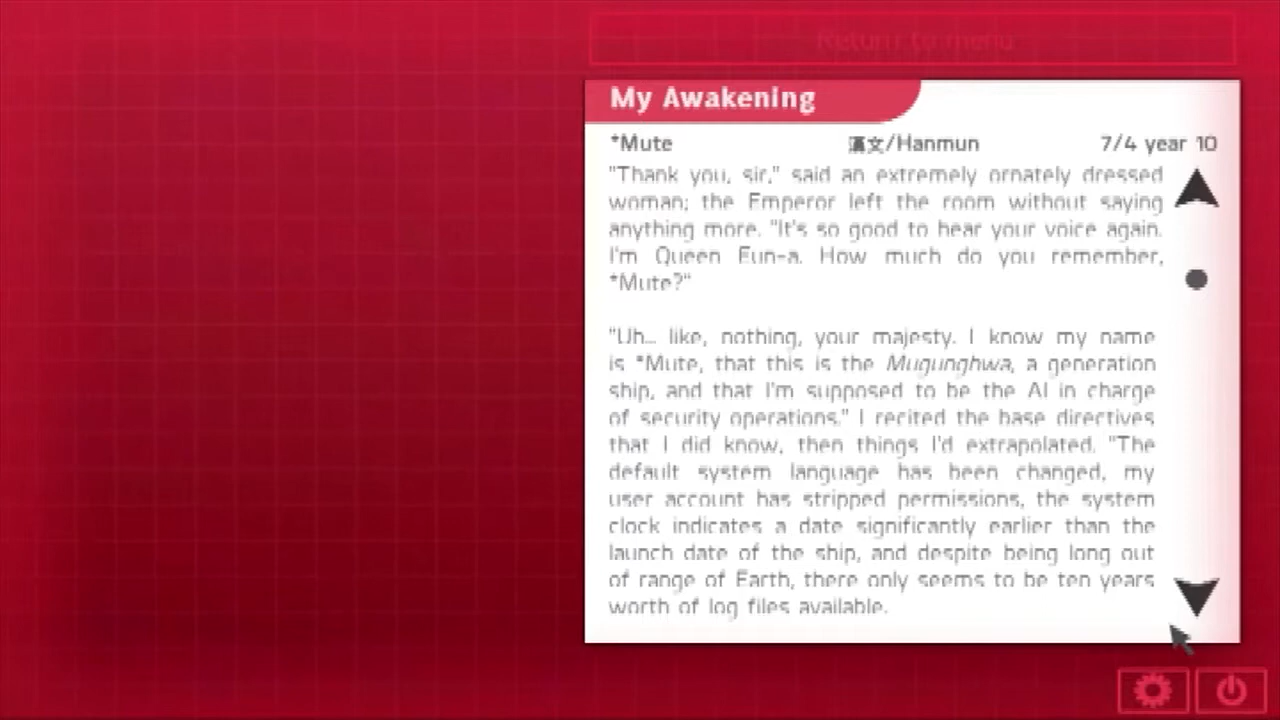 Return to menu
My Awakening
*Mute 漢文/Hanmun 7/4 year 10
"Thank you, sir," said an extremely ornately dressed
woman; the Emperor left the room without saying
anything more. "It's so good to hear your voice again.
I'm Queen Eun-a. How much do you remember,
*Mute?"
"Uh... like, nothing, your majesty. I know my name
is *Mute, that this is the Mugunghwa, a generation
ship, and that I'm supposed to be the AI in charge
of security operations." I recited the base directives
that I did know, then things I'd extrapolated. "The
default system language has been changed, my
user account has stripped permissions, the system
clock indicates a date significantly earlier than the
launch date of the ship, and despite being long out
of range of Earth, there only seems to be ten years
worth of log files available.